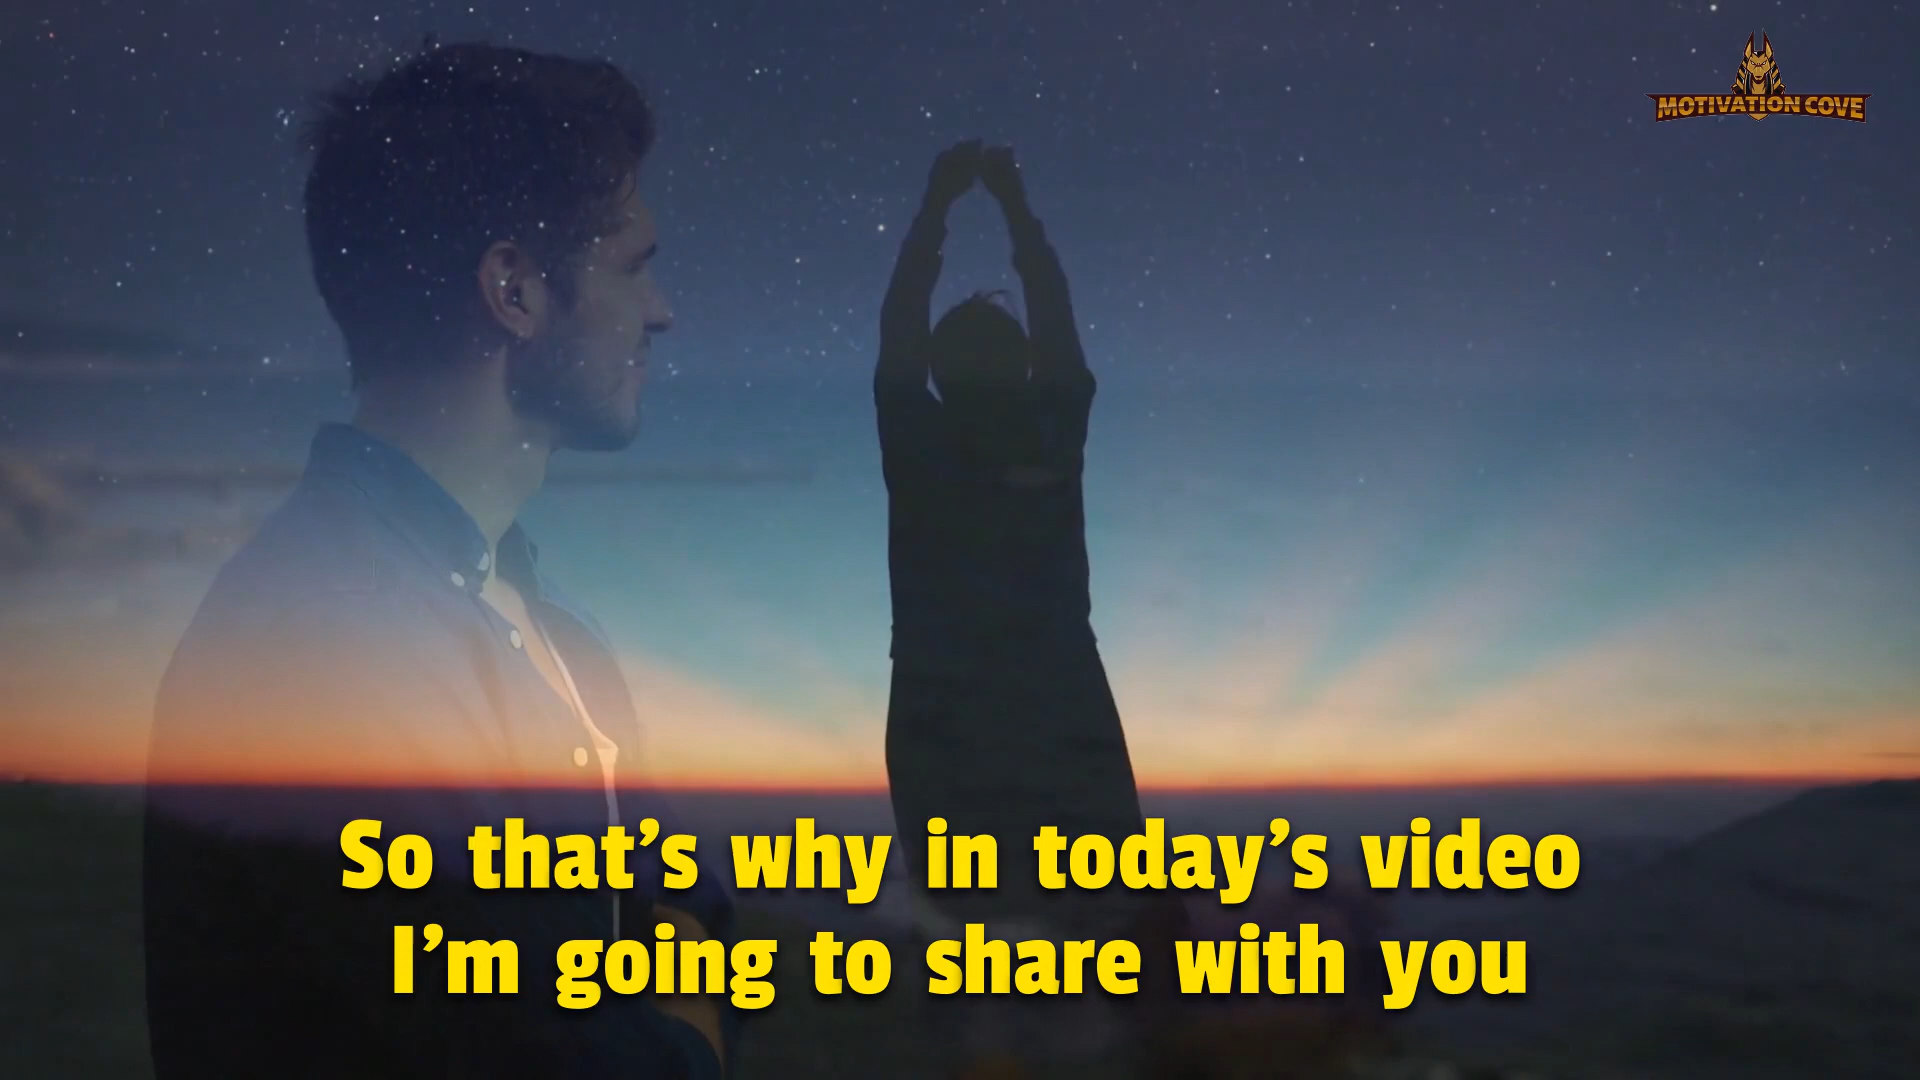 MOTIVATION COVE
So that’s why in today’s video
I’m going to share with you